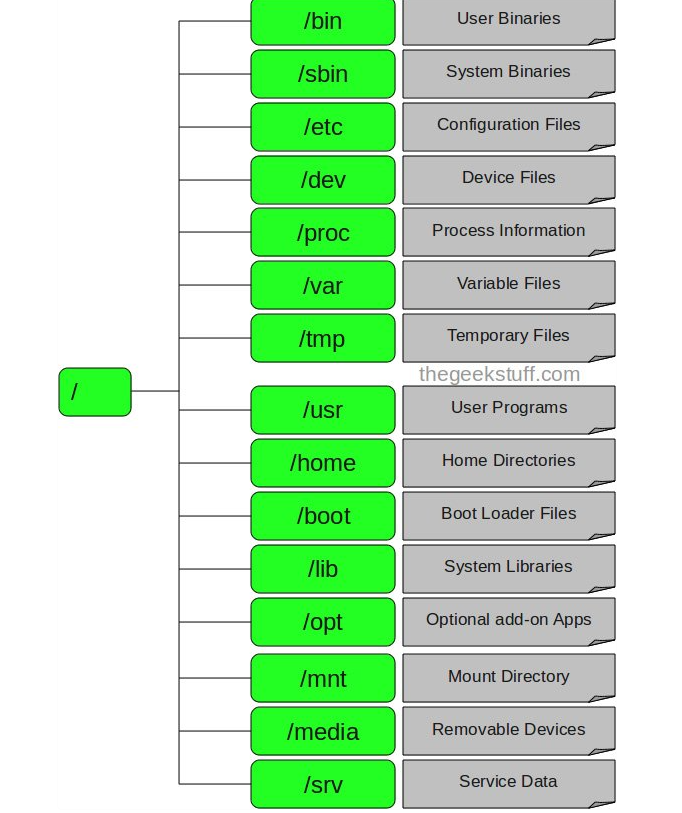 /bin User Binaries
/sbin System Binaries
/etc Configuration Files
/dev Device Files
/proc Process Information
/var Variable Files
/tmp Temporary Files
thegeekstuff.com
/
/usr User Programs
/home Home Directories
/boot Boot Loader Files
/lib System Libraries
/opt Optional add-on Apps
/mnt Mount Directory
/media Removable Devices
/srv Service Data